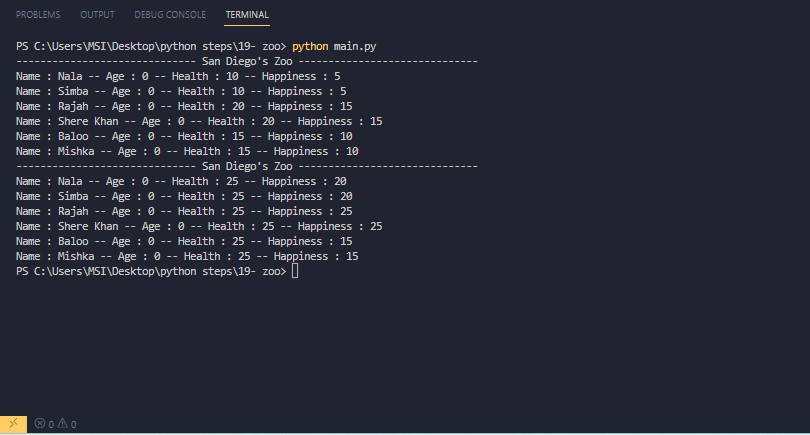 PROBLEMS OUTPUT DEBUG CONSOLE TERMINAL
PS C:\Users\MSI\Desktop\python steps\19- zoo> python main.py
------------------------------ San Diego's Zoo ------------------------------
Name : Nala -- Age : 0 -- Health : 10 -- Happiness : 5
Name : Simba -- Age : 0 -- Health : 10 -- Happiness : 5
Name : Rajah -- Age : 0 -- Health : 20 -- Happiness : 15
Name : Shere Khan -- Age : 0 -- Health : 20 -- Happiness : 15
Name : Baloo -- Age : 0 -- Health : 15 -- Happiness : 10
Name : Mishka -- Age : 0 -- Health : 15 -- Happiness : 10
------------------------------ San Diego's Zoo ------------------------------
Name : Nala -- Age : 0 -- Health : 25 -- Happiness : 20
Name : Simba -- Age : 0 -- Health : 25 -- Happiness : 20
Name : Rajah -- Age : 0 -- Health : 25 -- Happiness : 25
Name : Shere Khan -- Age : 0 -- Health : 25 -- Happiness : 25
Name : Baloo -- Age : 0 -- Health : 25 -- Happiness : 15
Name : Mishka -- Age : 0 -- Health : 25 -- Happiness : 15
PS C:\Users\MSI\Desktop\python steps\19- zoo>
0 0